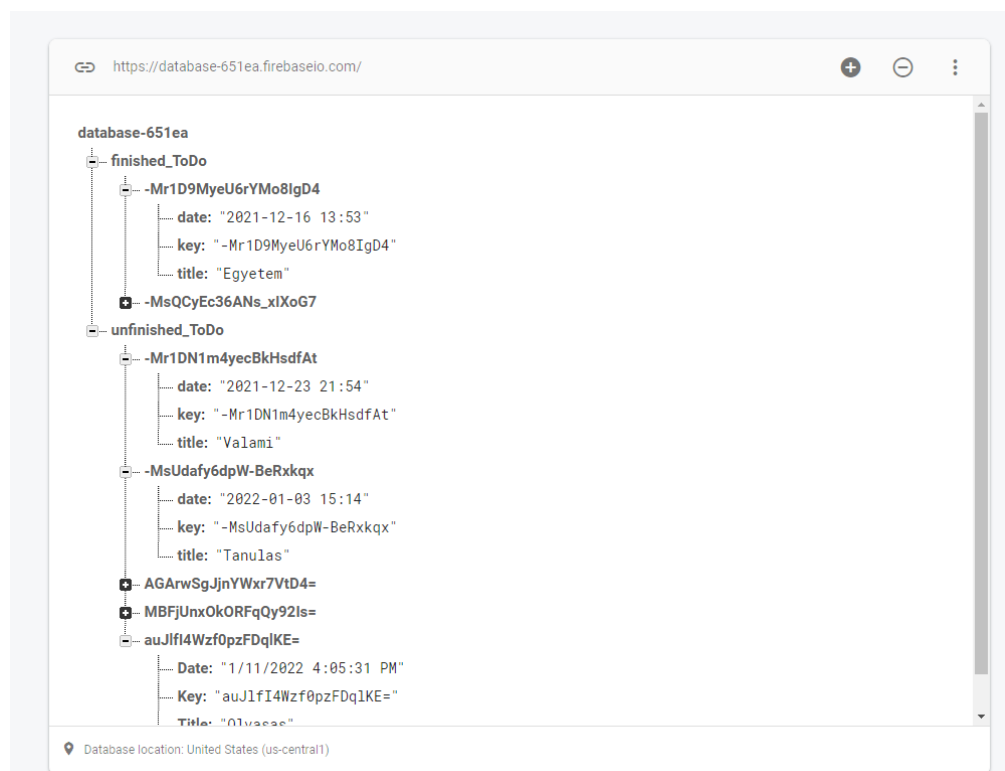 https://database-651ea.firebaseio.com/
database-651ea
finished_ToDo
-Mr1D9MyeU6rYMo8IgD4
date: "2021-12-16 13:53"
key: "-Mr1D9MyeU6rYMo8IgD4"
title: "Egyetem"
-MsQCyEc36ANs_xIXoG7
unfinished_ToDo
-Mr1DN1m4yecBkHsdfAt
date: "2021-12-23 21:54"
key: "-Mr1DN1m4yecBkHsdfAt"
title: "Valami"
-MsUdafy6dpW-BeRxkqx
date: "2022-01-03 15:14"
key: "-MsUdafy6dpW-BeRxkqx"
title: "Tanulas"
AGArwSgJjnYWxr7VtD4=
MBFjUnxOkORFqQy92Is=
auJlfI4Wzf0pzFDqlKE=
Date: "1/11/2022 4:05:31 PM"
Key: "auJlfI4Wzf0pzFDqlKE="
Title: "Olvasas"
Database location: United States (us-central1)